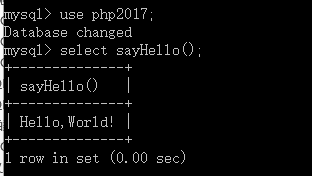 mysql> use php2017;
Database changed
mysql> select sayHello();
+--------------+
| sayHello()   |
+--------------+
| Hello,World! |
+--------------+
1 row in set (0.00 sec)